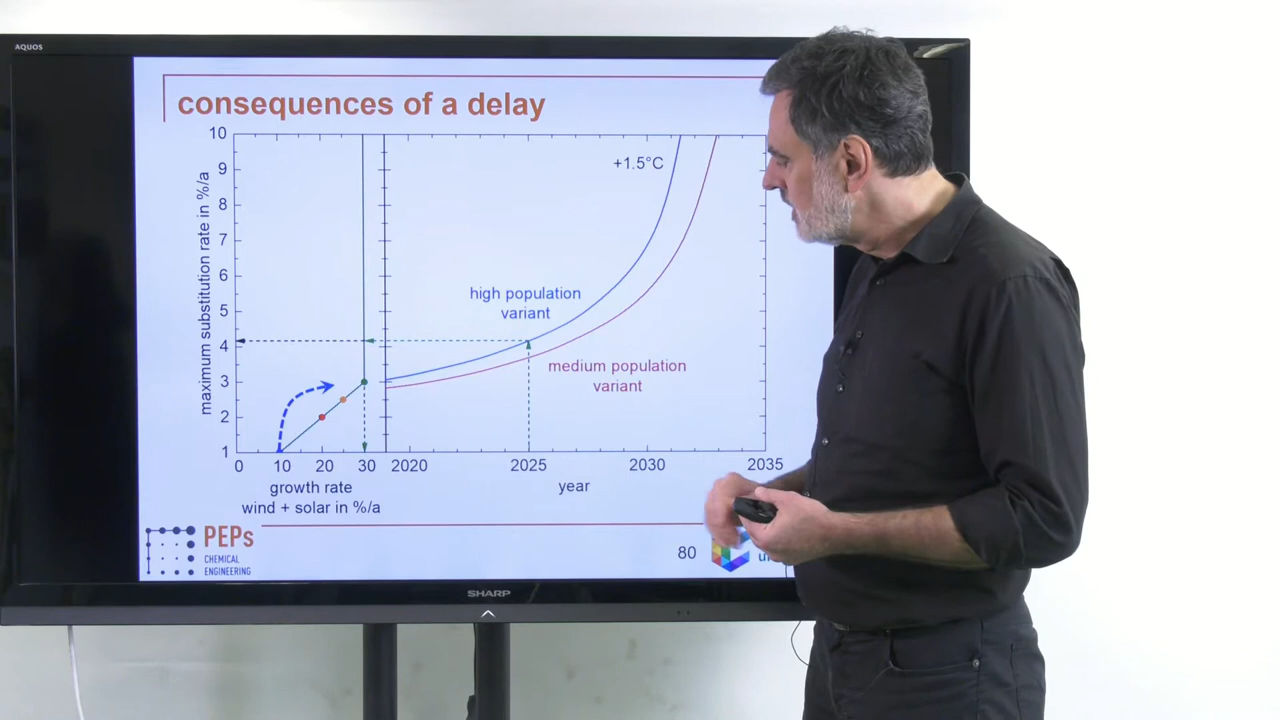 AQUOS
consequences of a delay
10
9
8
7
6
5
4
3
2
1
maximum substitution rate in %/a
+1.5°C
high population
variant
medium population
variant
0 10 20 30 2020 2025 2030 2035
growth rate
wind + solar in %/a
year
PEPs
CHEMICAL
ENGINEERING
80
SHARP